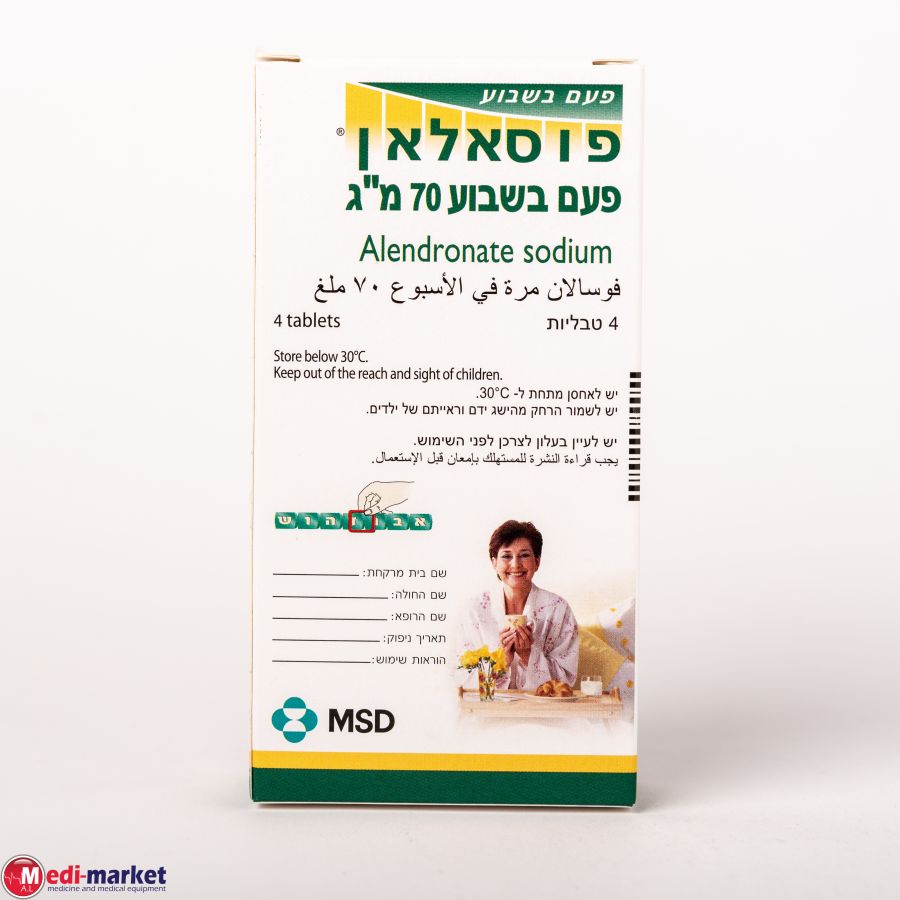 פעם בשבוע
פוסאלאן®
פעם בשבוע 70 מ"ג
Alendronate sodium
فوسالان مرة في الأسبوع ٧٠ ملغ
4 tablets
4 טבליות
Store below 30°C.
Keep out of the reach and sight of children.
יש לאחסן מתחת ל- 30°C.
יש לשמור הרחק מהישג ידם וראייתם של ילדים.
יש לעיין בעלון לצרכן לפני השימוש.
يجب قراءة النشرة للمستهلك بإمعان قبل الإستعمال.
א ב ג ד ה ו ש
שם בית מרקחת:
שם החולה:
שם הרופא:
תאריך ניפוק:
הוראות שימוש:
MSD
Medi-market
A.L
medicine and medical equipment